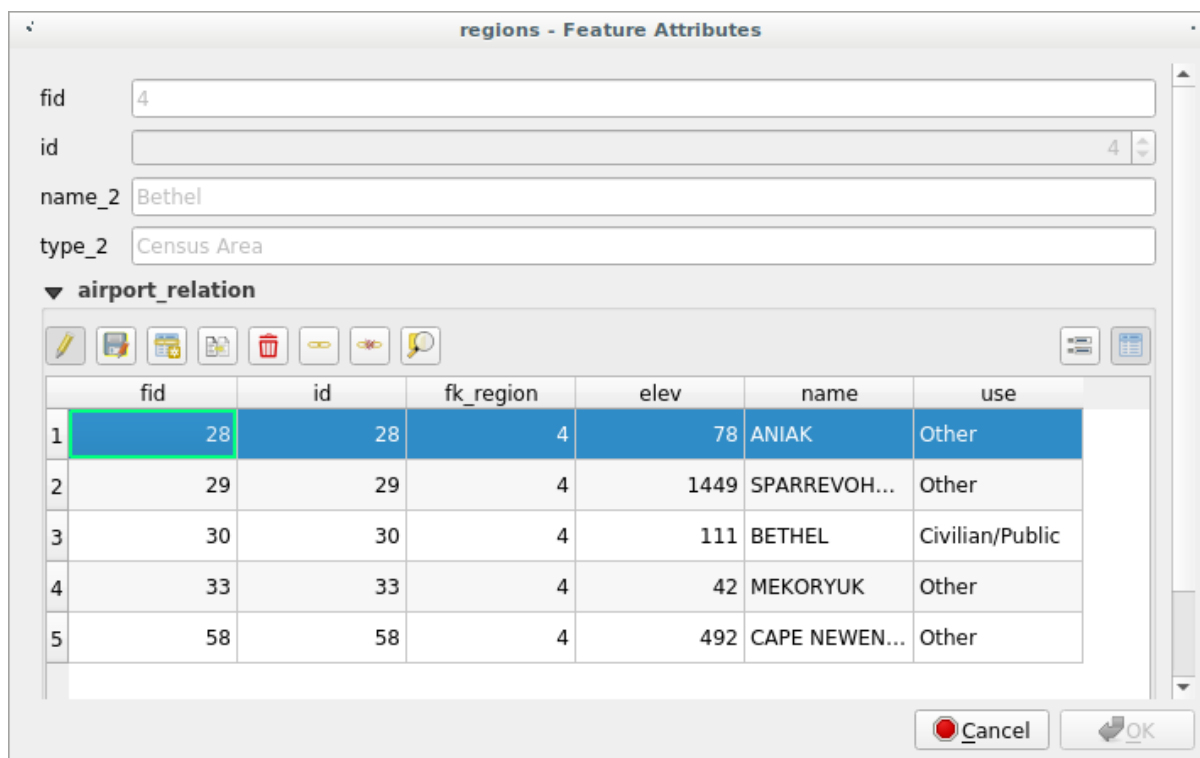 regions - Feature Attributes
fid 4
id 4
name_2 Bethel
type_2 Census Area
airport_relation
fid id fk_region elev name use
1 28 28 4 78 ANIAK Other
2 29 29 4 1449 SPARREVOH... Other
3 30 30 4 111 BETHEL Civilian/Public
4 33 33 4 42 MEKORYUK Other
5 58 58 4 492 CAPE NEWEN... Other
Cancel OK